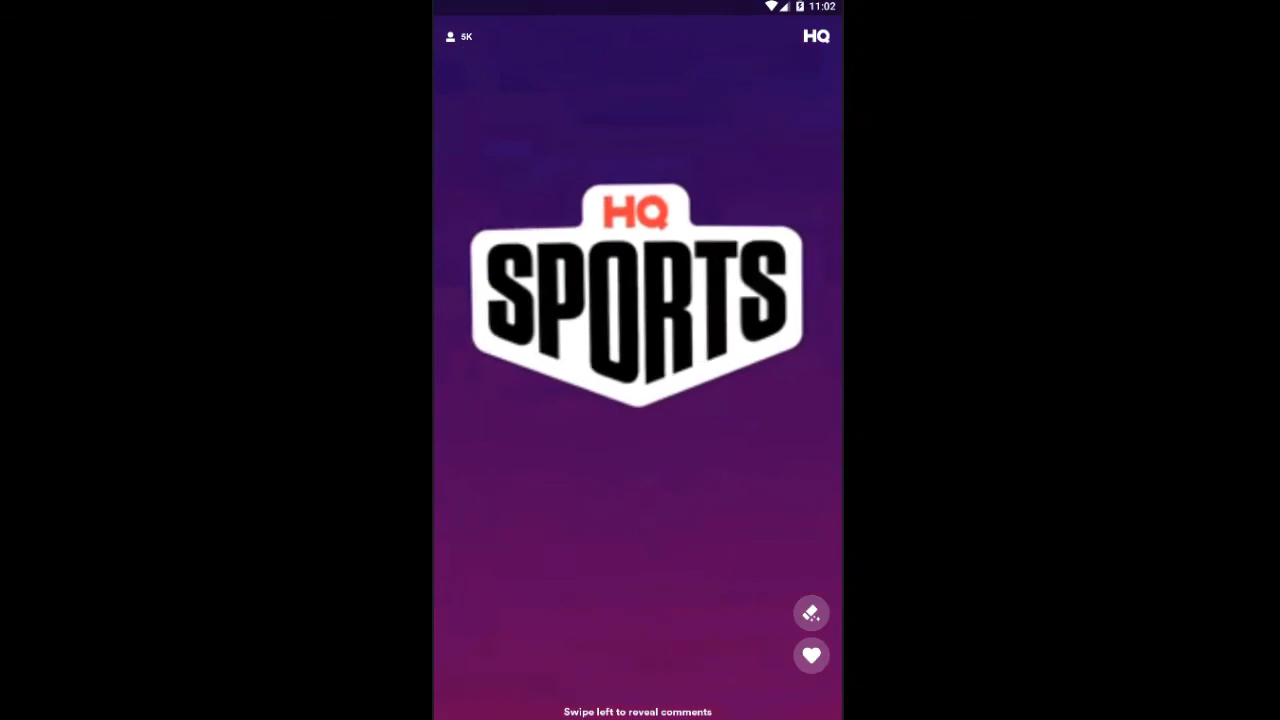 11:02
5K
HQ
HQ
SPORTS
Swipe left to reveal comments